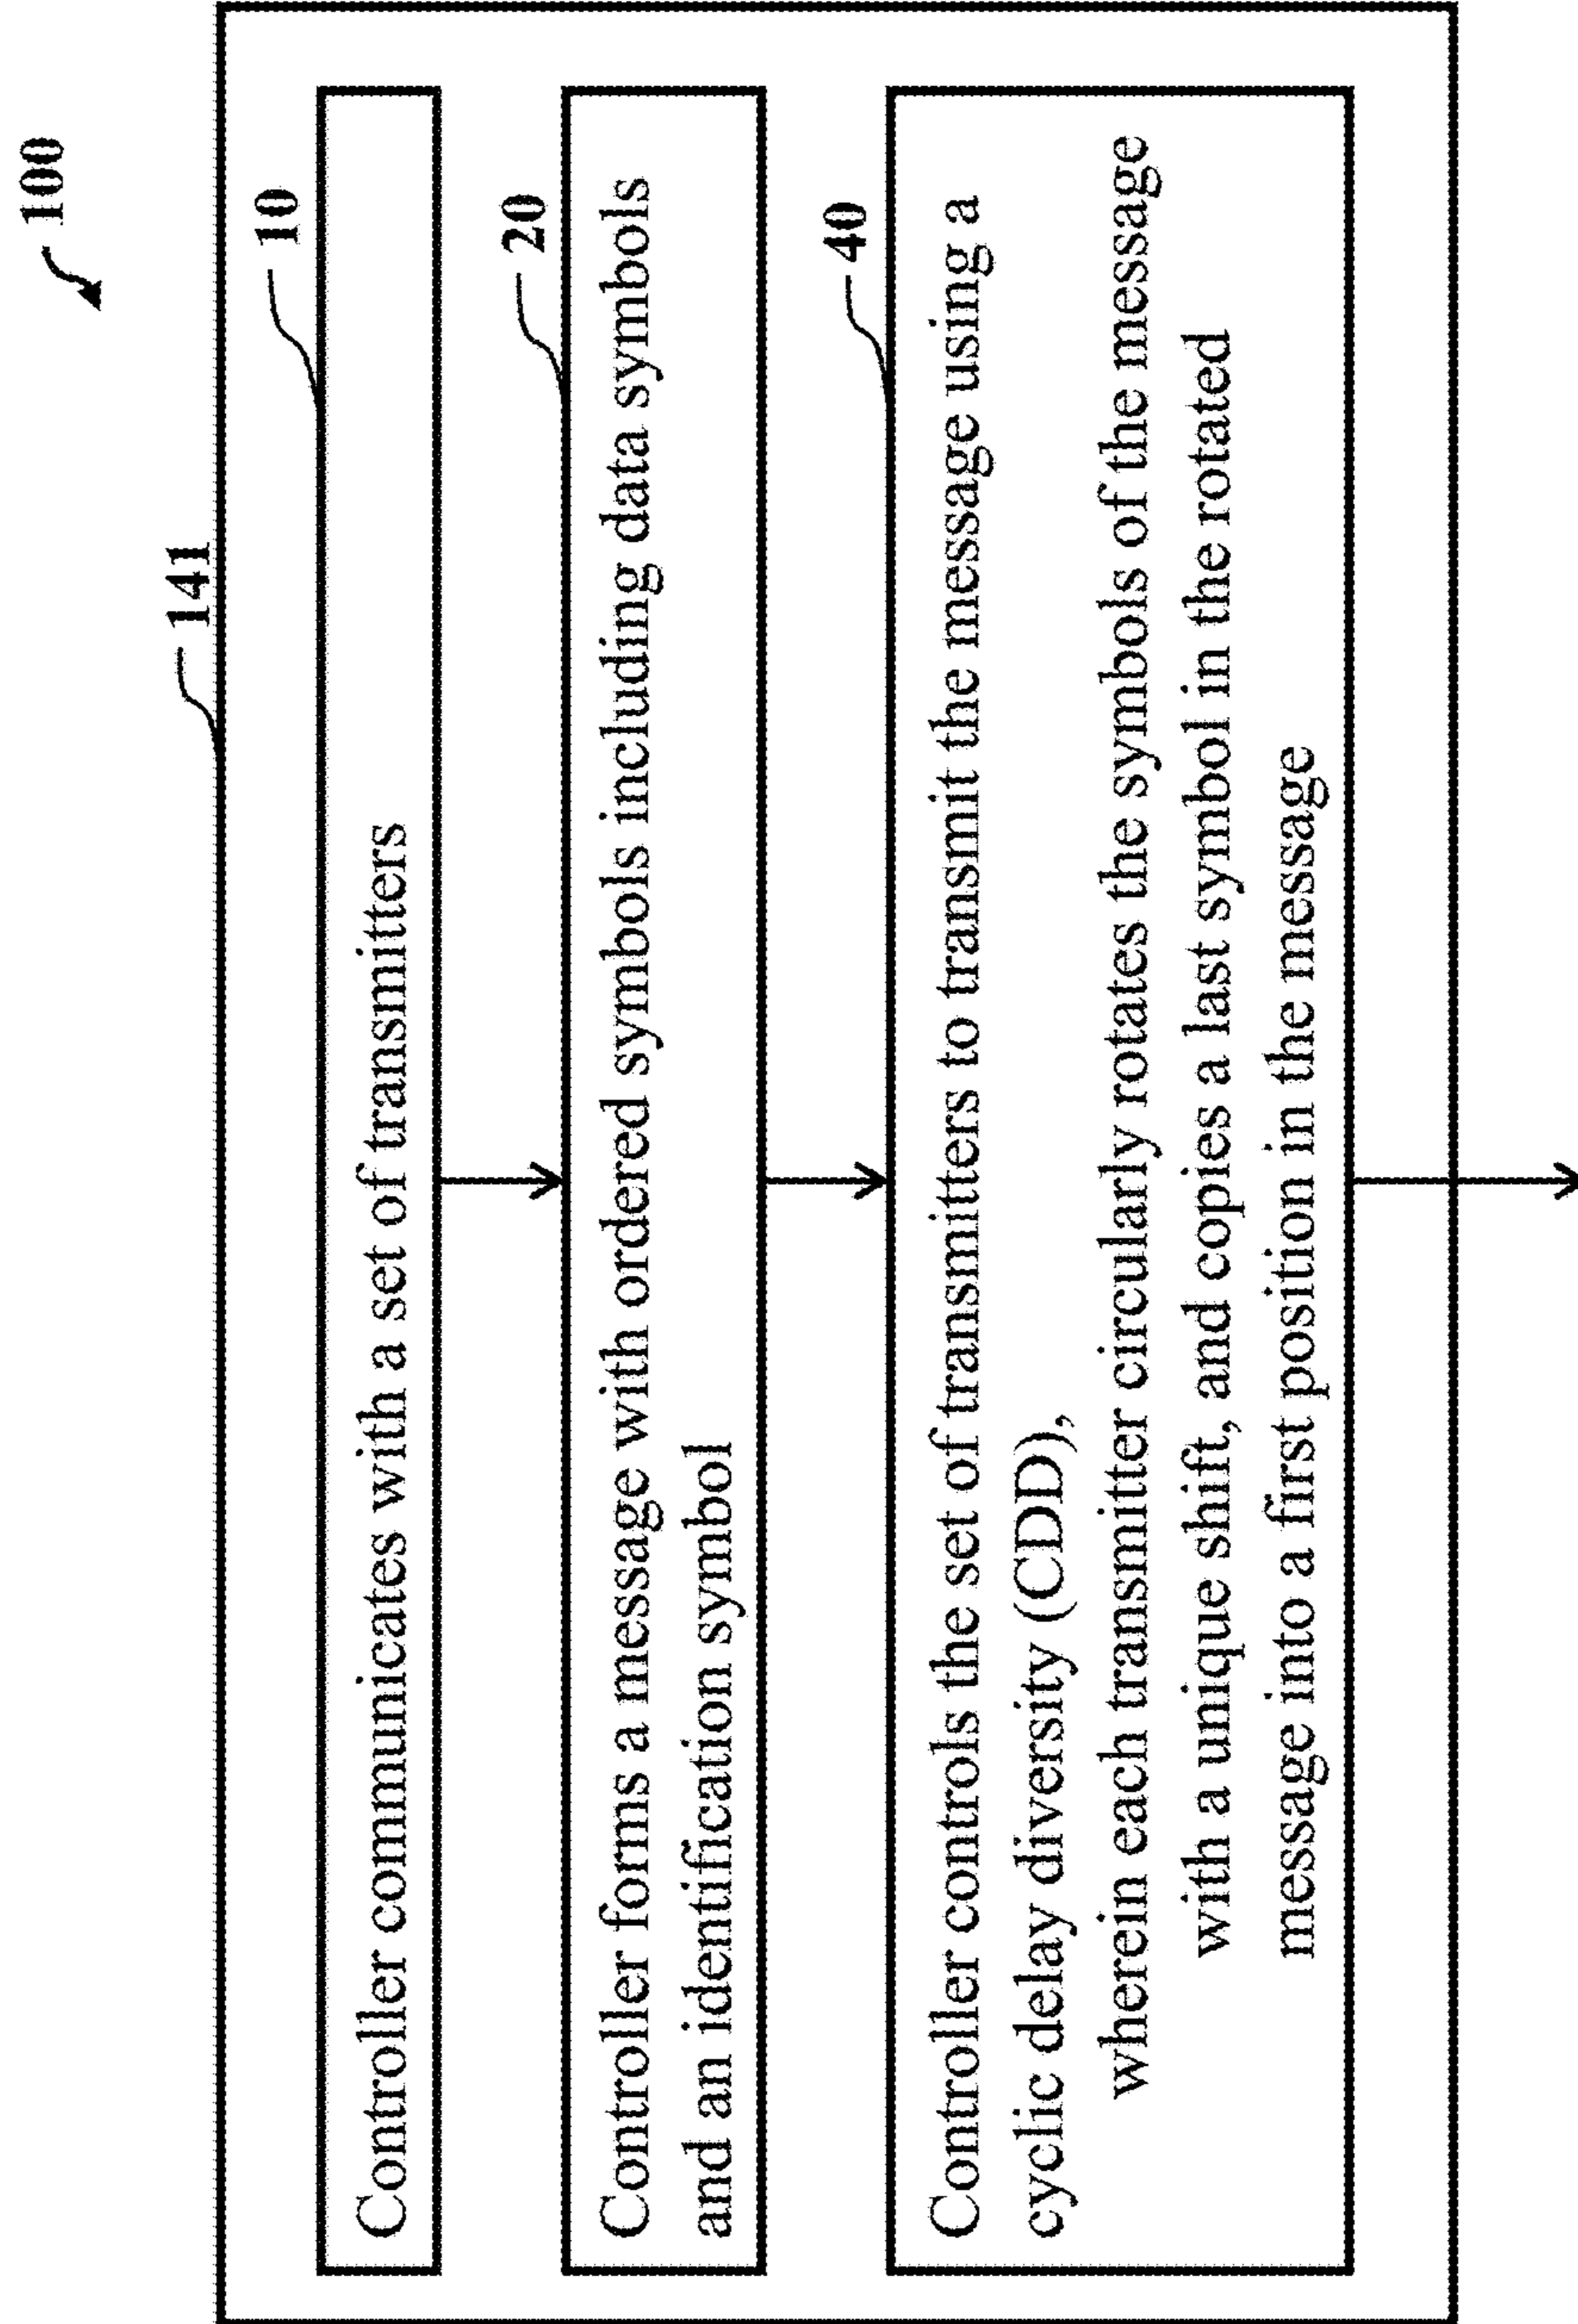 100
141
10
Controller communicates with a set of transmitters
20
Controller forms a message with ordered symbols including data symbols
and an identification symbol
40
Controller controls the set of transmitters to transmit the message using a
cyclic delay diversity (CDD),
wherein each transmitter circularly rotates the symbols of the message
with a unique shift, and copies a last symbol in the rotated
message into a first position in the message